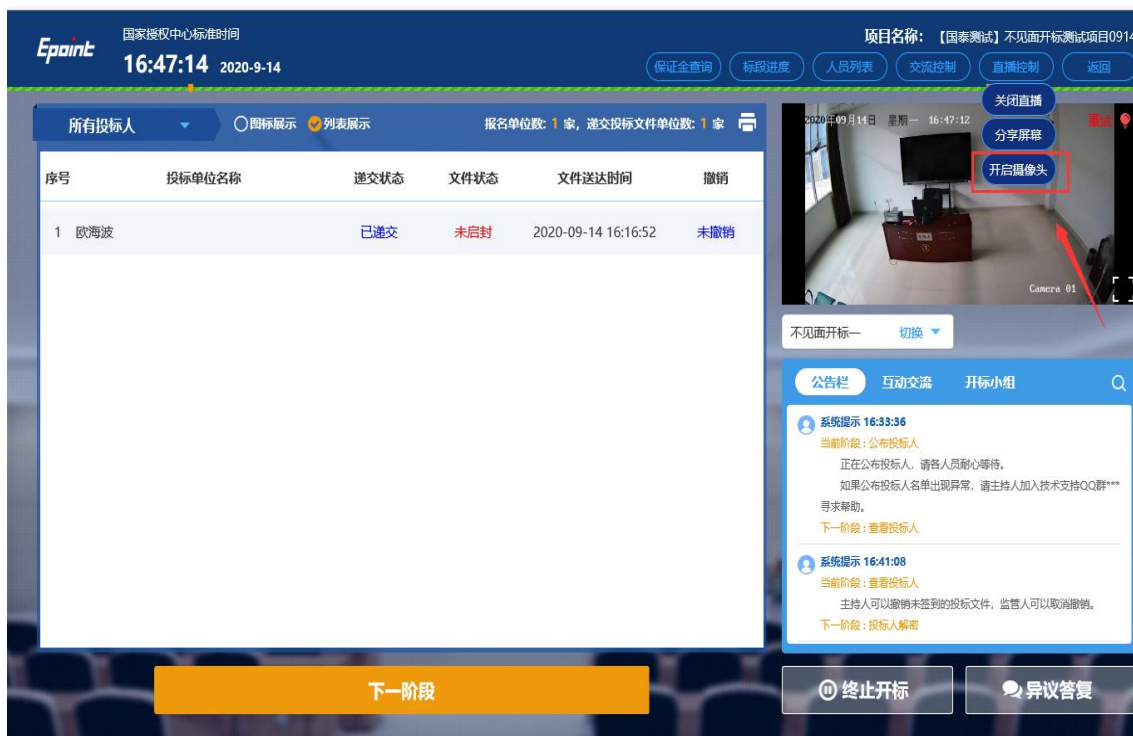 Epoint
国家授权中心标准时间
16:47:14 2020-9-14
项目名称：【国泰测试】不见面开标测试项目0914
保证金查询 标段进度 人员列表 交流控制 直播控制 返回
关闭直播
分享屏幕
开启摄像头
所有投标人 图标展示 列表展示 报名单位数: 1 家, 递交投标文件单位数: 1 家
2020年09月14日 星期一 16:47:12
重试
Camera 01
序号 投标单位名称 递交状态 文件状态 文件送达时间 撤销
1 欧海波 已递交 未启封 2020-09-14 16:16:52 未撤销
不见面开标一 切换
公告栏 互动交流 开标小组
系统提示 16:33:36
当前阶段 : 公布投标人
正在公布投标人，请各人员耐心等待。
如果公布投标人名单出现异常，请主持人加入技术支持QQ群***
寻求帮助。
下一阶段 : 查看投标人
系统提示 16:41:08
当前阶段 : 查看投标人
主持人可以撤销未签到的投标文件，监管人可以取消撤销。
下一阶段 : 投标人解密
下一阶段
终止开标 异议答复